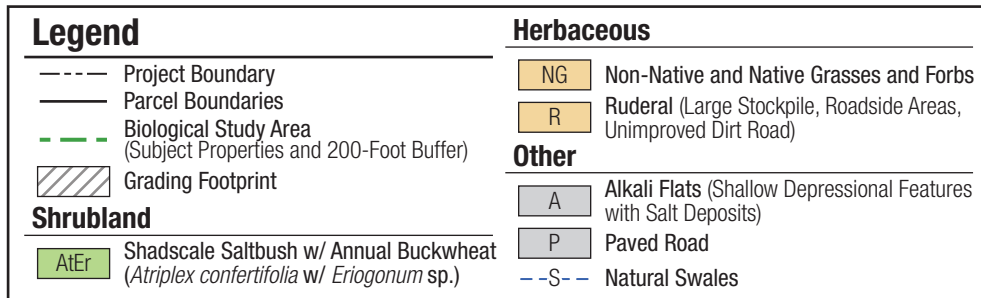 Legend
Project Boundary
Parcel Boundaries
Biological Study Area
(Subject Properties and 200-Foot Buffer)
Grading Footprint
Shrubland
AtEr
Shadscale Saltbush w/ Annual Buckwheat
(Atriplex confertifolia w/ Eriogonum sp.)
Herbaceous
NG Non-Native and Native Grasses and Forbs
R
Ruderal (Large Stockpile, Roadside Areas,
Unimproved Dirt Road)
Other
A
Alkali Flats (Shallow Depressional Features
with Salt Deposits)
P Paved Road
S Natural Swales